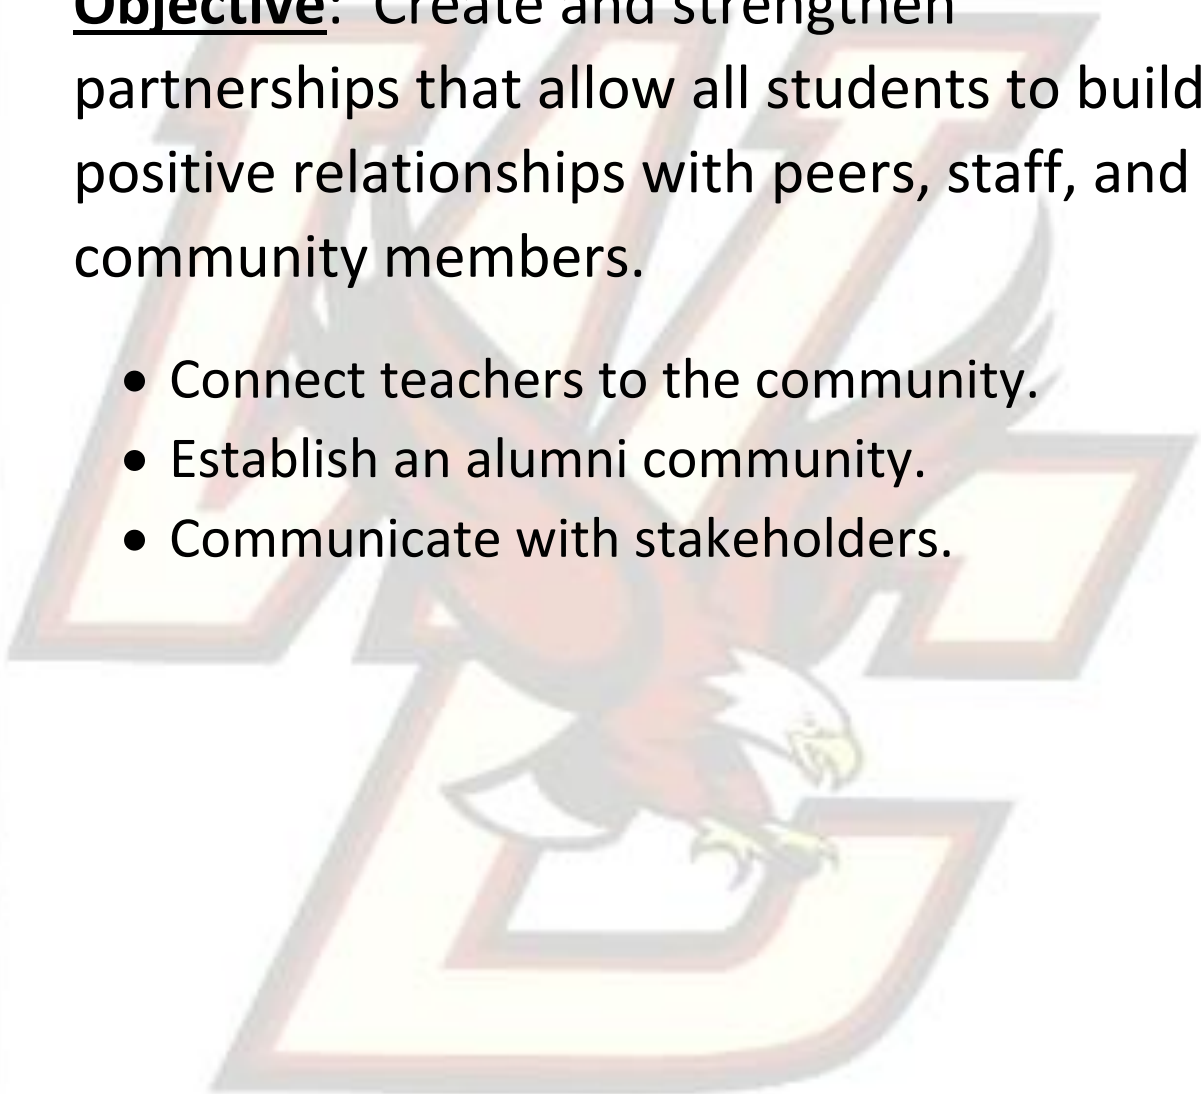 Objective:  Create and strengthen
partnerships that allow all students to build
positive relationships with peers, staff, and
community members.
• Connect teachers to the community.
• Establish an alumni community.
• Communicate with stakeholders.